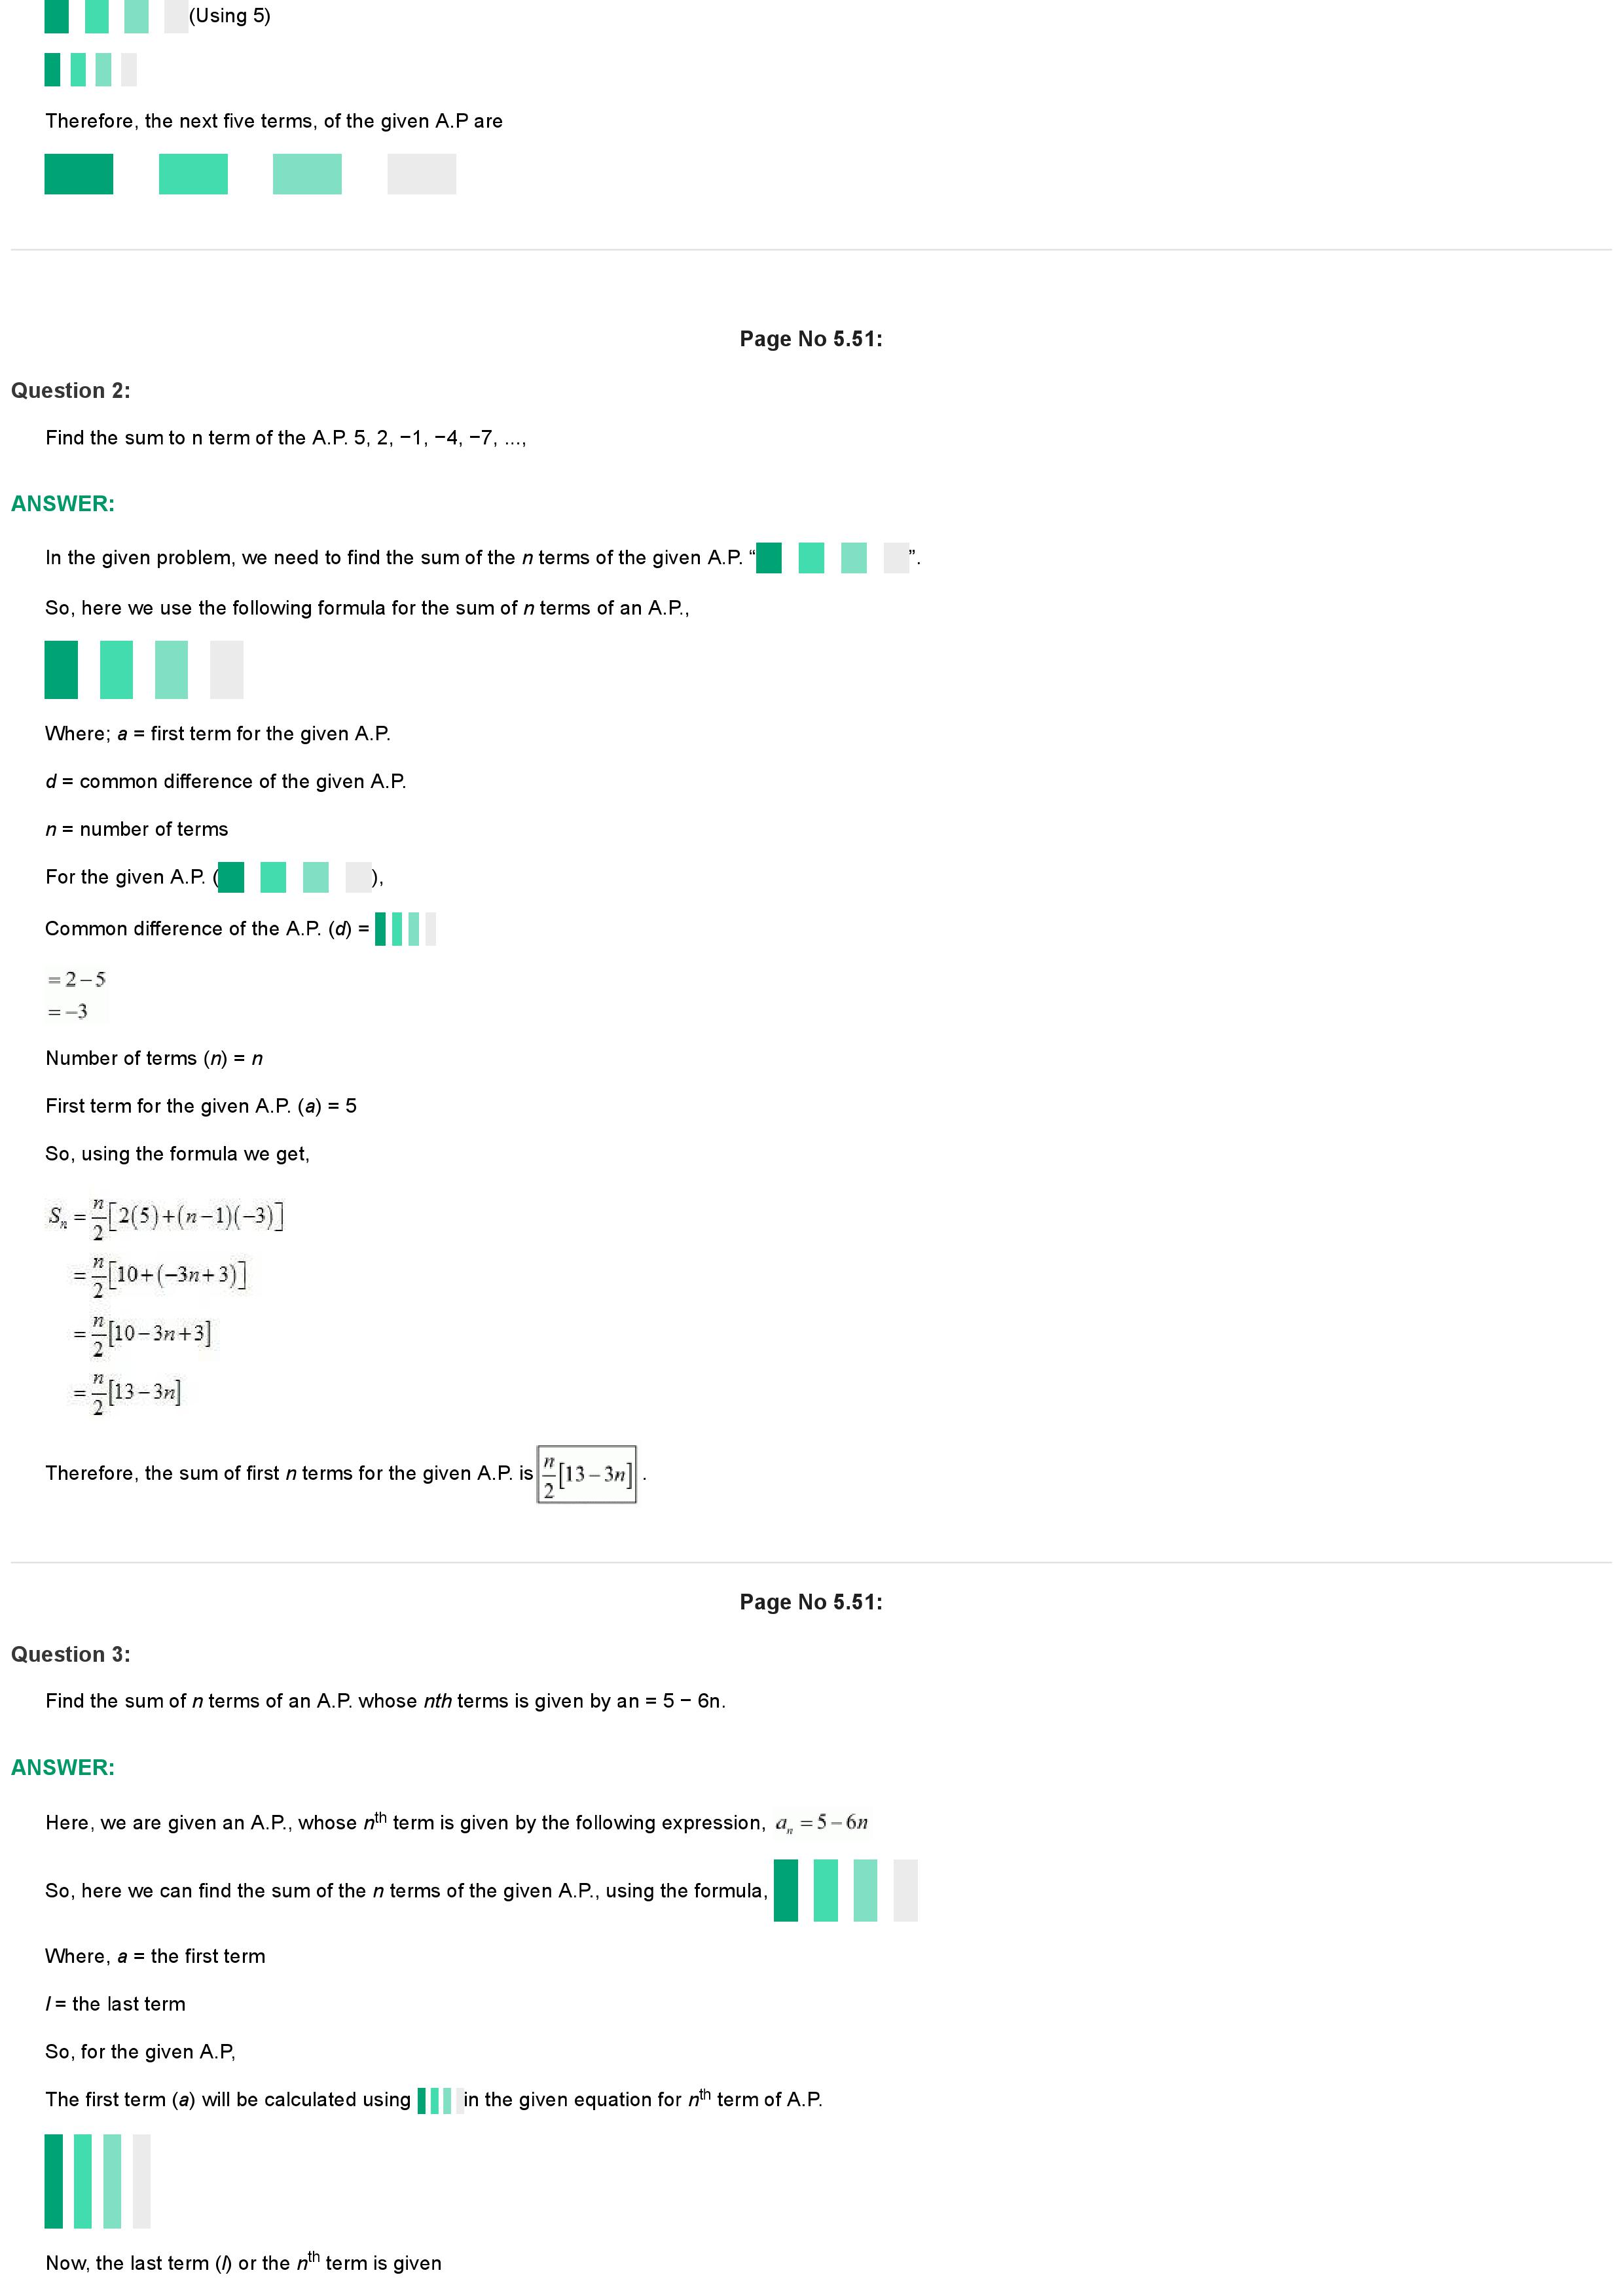 (Using 5)
Therefore, the next five terms, of the given A.P are
Page No 5.51:
Question 2:
Find the sum to n term of the A.P. 5, 2, −1, −4, −7, ...,
ANSWER:
In the given problem, we need to find the sum of the n terms of the given A.P. “ ”.
So, here we use the following formula for the sum of n terms of an A.P.,
Where; a = first term for the given A.P.
d = common difference of the given A.P.
n = number of terms
For the given A.P. ( ),
Common difference of the A.P. (d) =
= 2 − 5
= −3
Number of terms (n) = n
First term for the given A.P. (a) = 5
So, using the formula we get,
Sₙ = n/2 [2(5)+(n−1)(−3)]
= n/2 [10+(−3n+3)]
= n/2 [10−3n+3]
= n/2 [13−3n]
Therefore, the sum of first n terms for the given A.P. is n/2 [13−3n] .
Page No 5.51:
Question 3:
Find the sum of n terms of an A.P. whose nth terms is given by an = 5 − 6n.
ANSWER:
Here, we are given an A.P., whose nth term is given by the following expression, aₙ = 5 − 6n
So, here we can find the sum of the n terms of the given A.P., using the formula,
Where, a = the first term
l = the last term
So, for the given A.P,
The first term (a) will be calculated using in the given equation for nth term of A.P.
Now, the last term (l) or the nth term is given